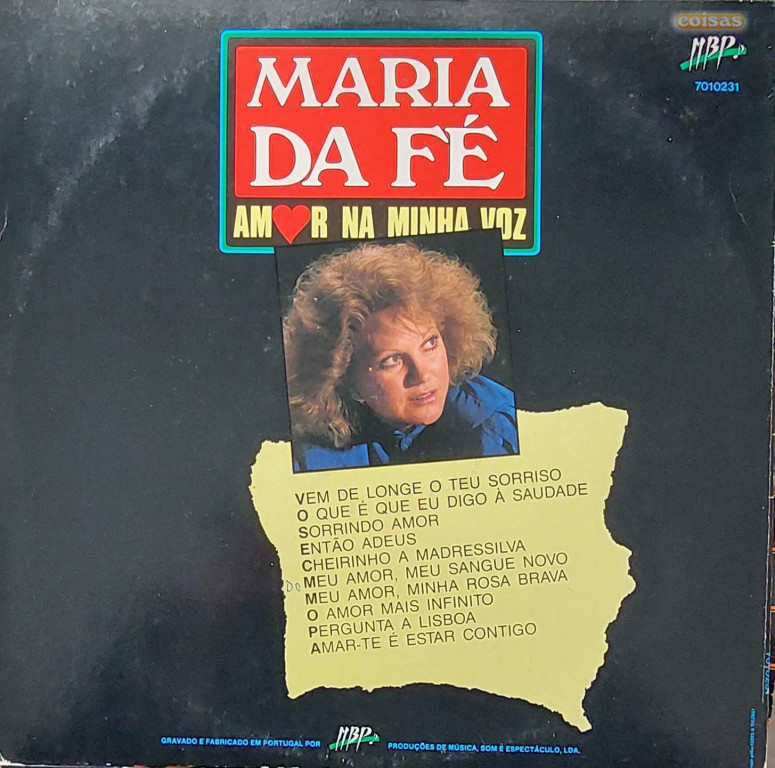 coisas
MBP.
7010231
MARIA
DA FÉ
AM♥R NA MINHA VOZ
VEM DE LONGE O TEU SORRISO
O QUE É QUE EU DIGO À SAUDADE
SORRINDO AMOR
ENTÃO ADEUS
CHEIRINHO A MADRESSILVA
DO MEU AMOR, MEU SANGUE NOVO
MEU AMOR, MINHA ROSA BRAVA
O AMOR MAIS INFINITO
PERGUNTA A LISBOA
AMAR-TE É ESTAR CONTIGO
GRAVADO E FABRICADO EM PORTUGAL POR MBP. PRODUÇÕES DE MÚSICA, SOM E ESPECTÁCULO, LDA.